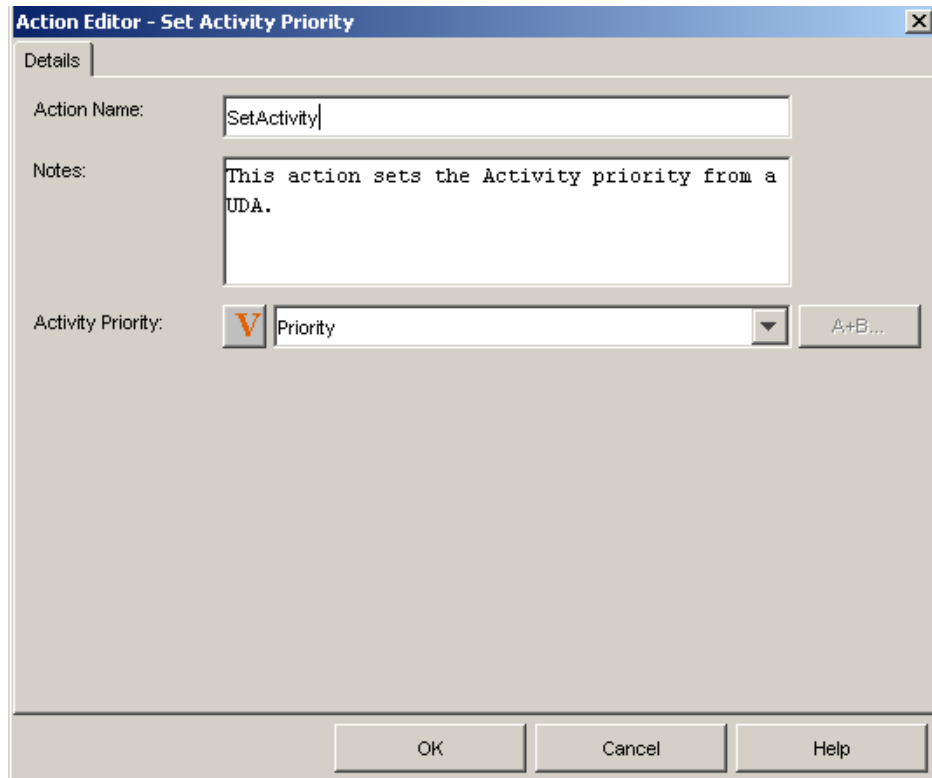 Action Editor - Set Activity Priority
Details
Action Name:
SetActivity
Notes:
This action sets the Activity priority from a
UDA.
Activity Priority:
V
Priority
A+B...
OK
Cancel
Help